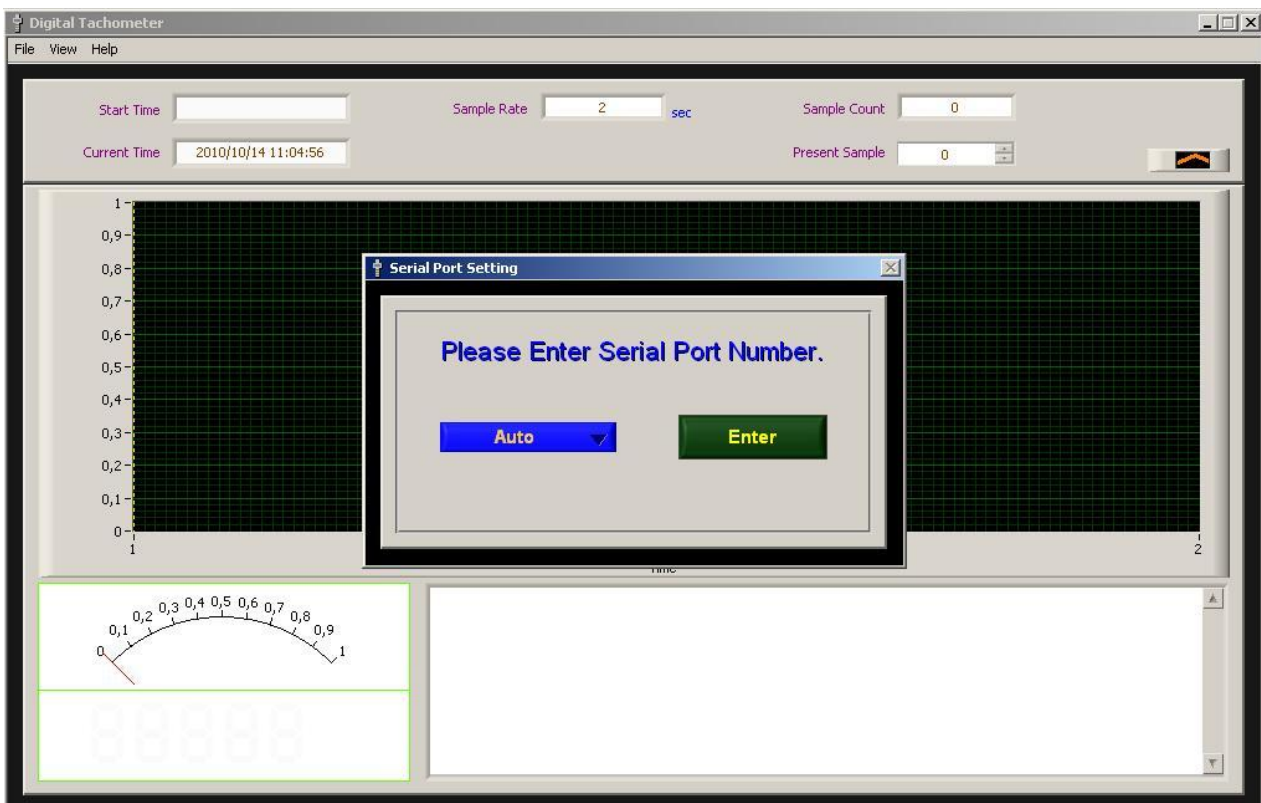 Digital Tachometer
File View Help
Start Time
Sample Rate 2 sec
Sample Count 0
Current Time 2010/10/14 11:04:56
Present Sample 0
1
0,9
0,8
0,7
0,6
0,5
0,4
0,3
0,2
0,1
0
1
2
Time
Serial Port Setting
Please Enter Serial Port Number.
Auto
Enter
0
0,1
0,2
0,3
0,4
0,5
0,6
0,7
0,8
0,9
1